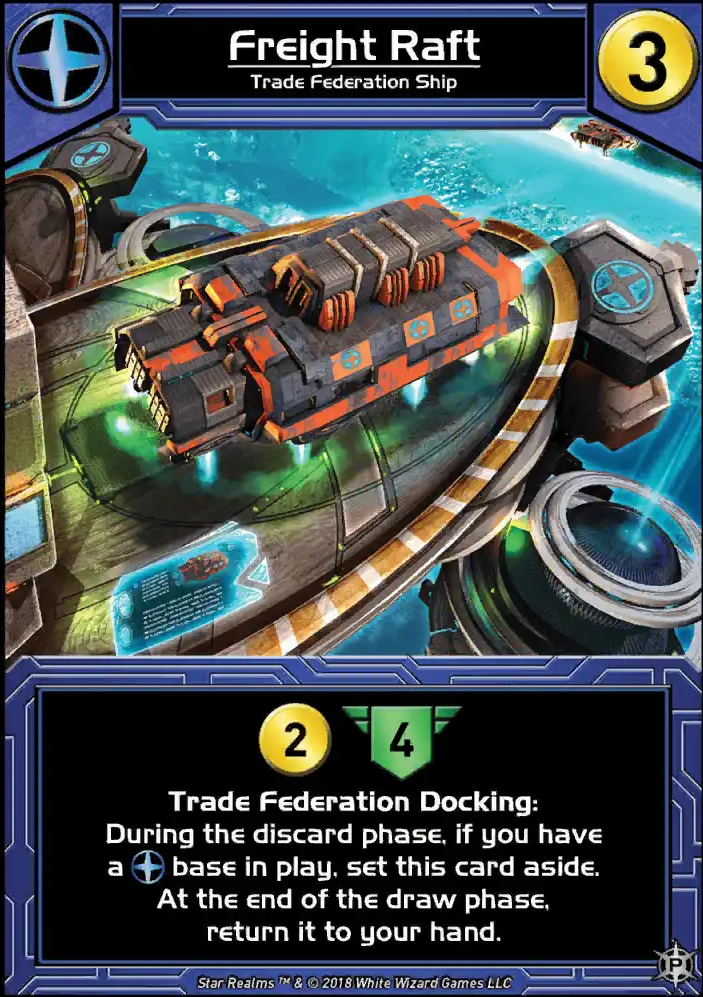 Freight Raft
Trade Federation Ship
3
2 4
Trade Federation Docking:
During the discard phase, if you have
a base in play, set this card aside.
At the end of the draw phase,
return it to your hand.
Star Realms ™ & © 2018 White Wizard Games LLC
P